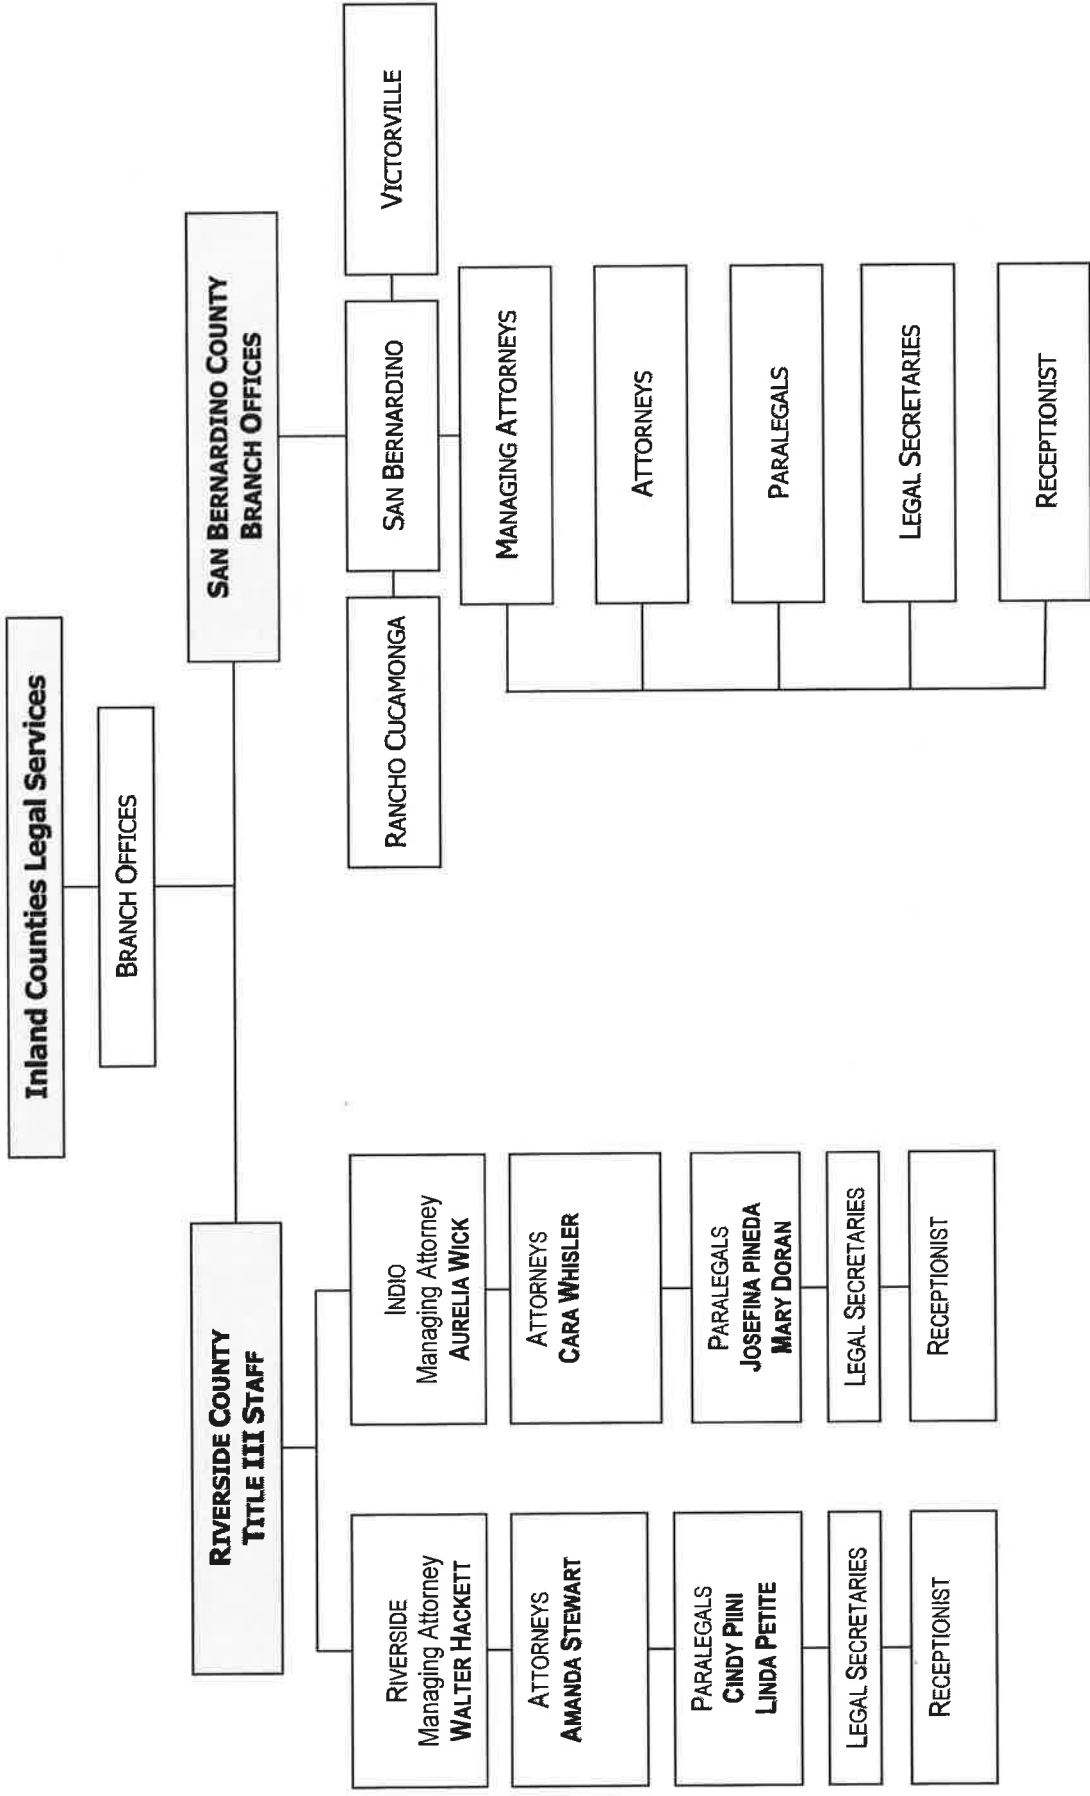 Inland Counties Legal Services
BRANCH OFFICES
RIVERSIDE COUNTY
TITLE III STAFF
RIVERSIDE
Managing Attorney
WALTER HACKETT
ATTORNEYS
AMANDA STEWART
PARALEGALS
CINDY PIINI
LINDA PETITE
LEGAL SECRETARIES
RECEPTIONIST
INDIO
Managing Attorney
AURELIA WICK
ATTORNEYS
CARA WHISLER
PARALEGALS
JOSEFINA PINEDA
MARY DORAN
LEGAL SECRETARIES
RECEPTIONIST
SAN BERNARDINO COUNTY
BRANCH OFFICES
RANCHO CUCAMONGA
SAN BERNARDINO
VICTORVILLE
MANAGING ATTORNEYS
ATTORNEYS
PARALEGALS
LEGAL SECRETARIES
RECEPTIONIST